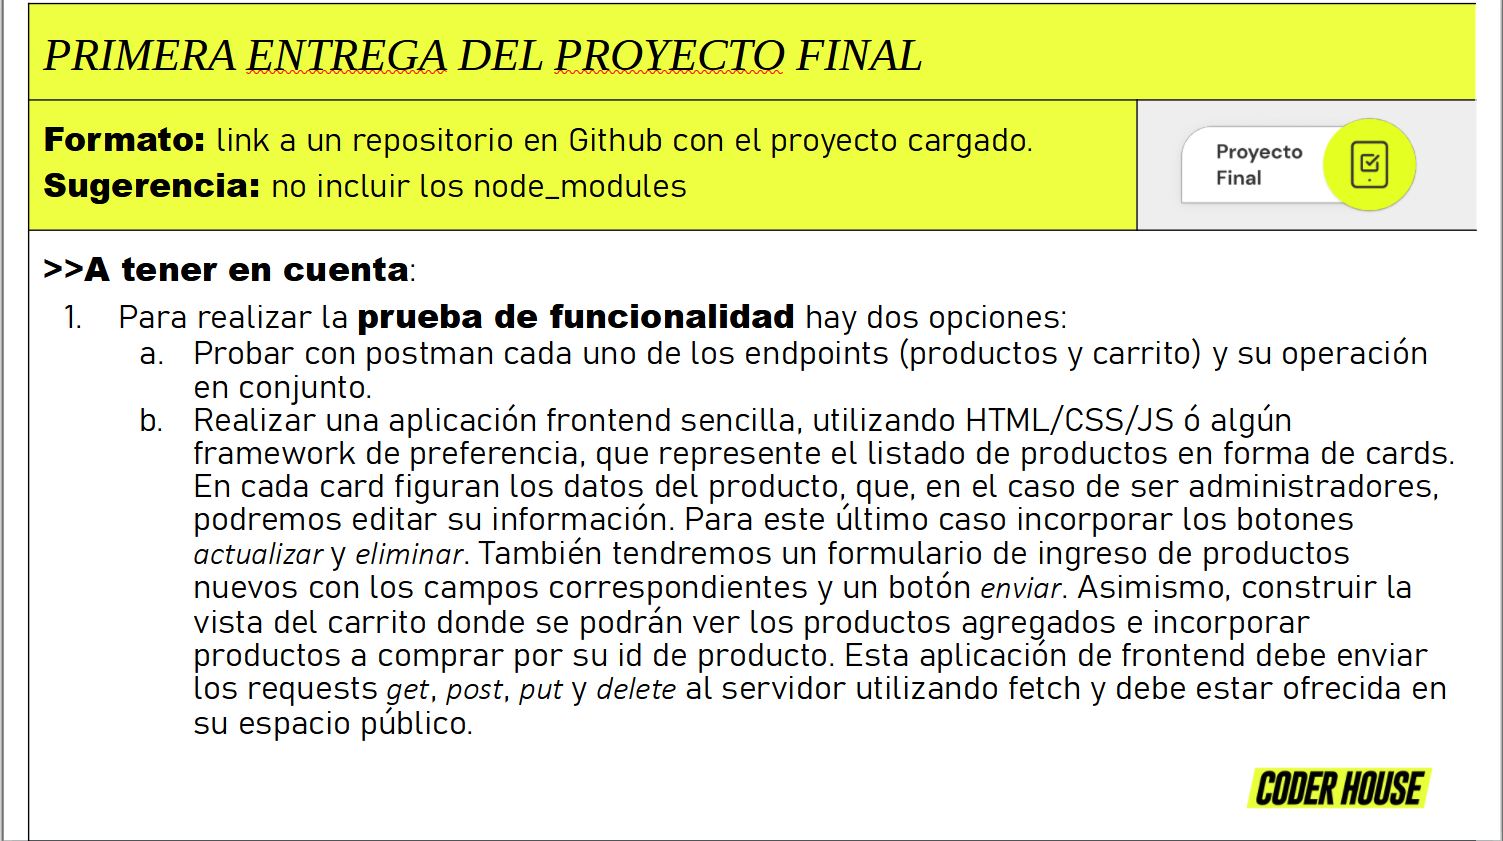 PRIMERA ENTREGA DEL PROYECTO FINAL
Formato: link a un repositorio en Github con el proyecto cargado.
Sugerencia: no incluir los node_modules
Proyecto
Final
>>A tener en cuenta:
1. Para realizar la prueba de funcionalidad hay dos opciones:
a. Probar con postman cada uno de los endpoints (productos y carrito) y su operación
en conjunto.
b. Realizar una aplicación frontend sencilla, utilizando HTML/CSS/JS ó algún
framework de preferencia, que represente el listado de productos en forma de cards.
En cada card figuran los datos del producto, que, en el caso de ser administradores,
podremos editar su información. Para este último caso incorporar los botones
actualizar y eliminar. También tendremos un formulario de ingreso de productos
nuevos con los campos correspondientes y un botón enviar. Asimismo, construir la
vista del carrito donde se podrán ver los productos agregados e incorporar
productos a comprar por su id de producto. Esta aplicación de frontend debe enviar
los requests get, post, put y delete al servidor utilizando fetch y debe estar ofrecida en
su espacio público.
CODER HOUSE